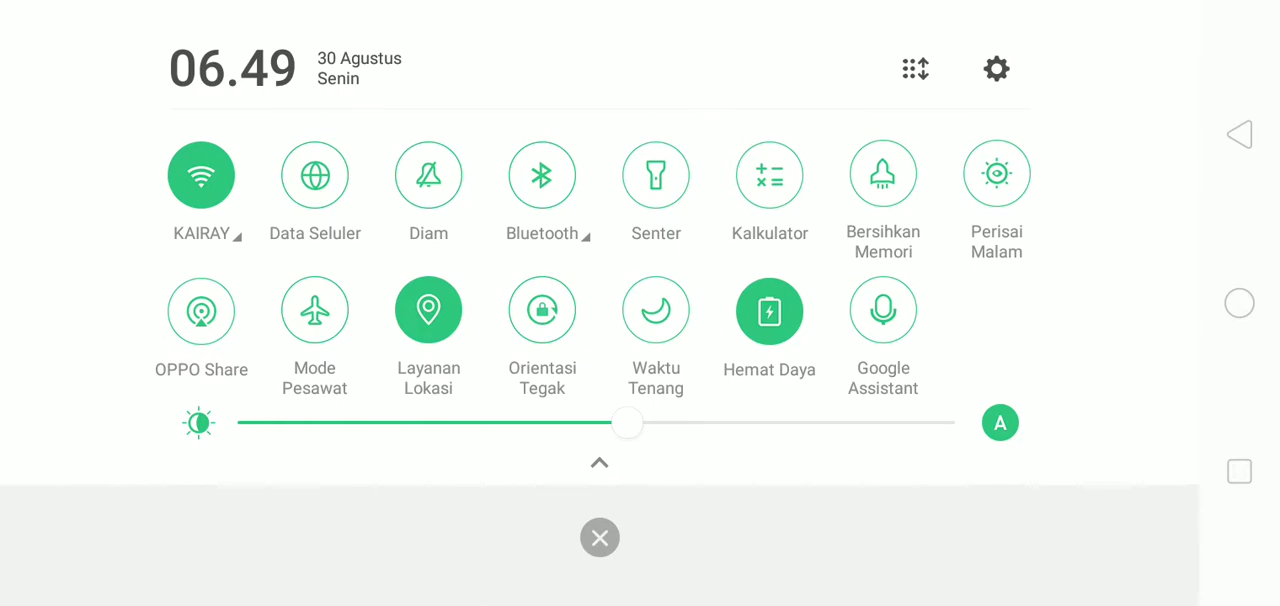 06.49
30 Agustus
Senin
KAIRAY
Data Seluler
Diam
Bluetooth
Senter
Kalkulator
Bersihkan
Memori
Perisai
Malam
OPPO Share
Mode
Pesawat
Layanan
Lokasi
Orientasi
Tegak
Waktu
Tenang
Hemat Daya
Google
Assistant
A